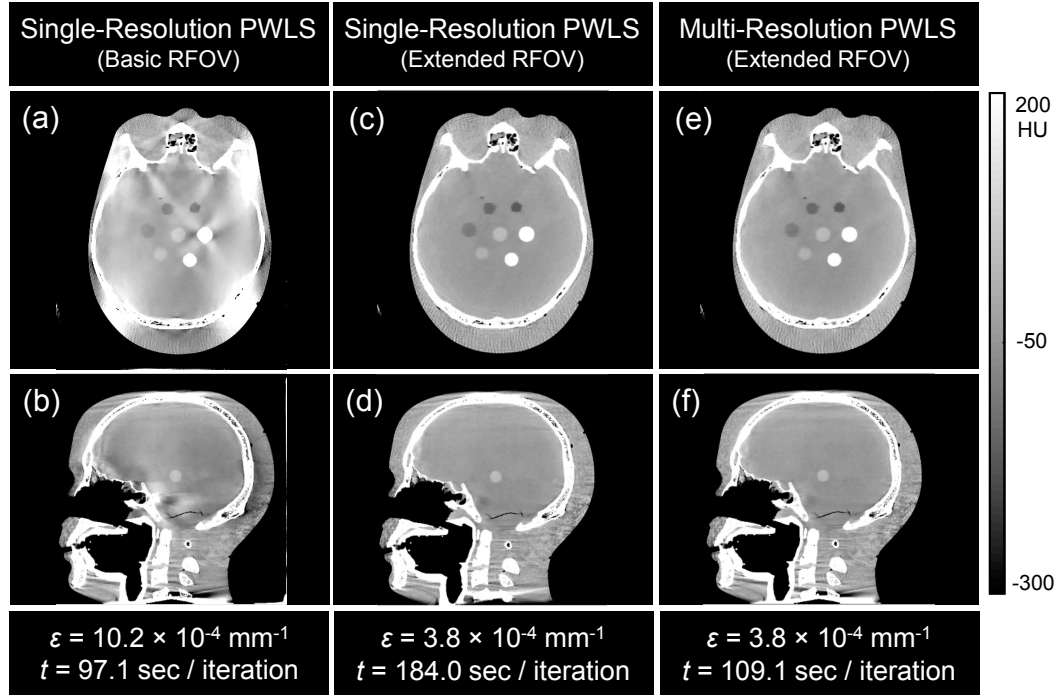 Single-Resolution PWLS
(Basic RFOV)
Single-Resolution PWLS
(Extended RFOV)
Multi-Resolution PWLS
(Extended RFOV)
(a)
(c)
(e)
200
HU
-50
-300
(b)
(d)
(f)
ε = 10.2 × 10⁻⁴ mm⁻¹
t = 97.1 sec / iteration
ε = 3.8 × 10⁻⁴ mm⁻¹
t = 184.0 sec / iteration
ε = 3.8 × 10⁻⁴ mm⁻¹
t = 109.1 sec / iteration